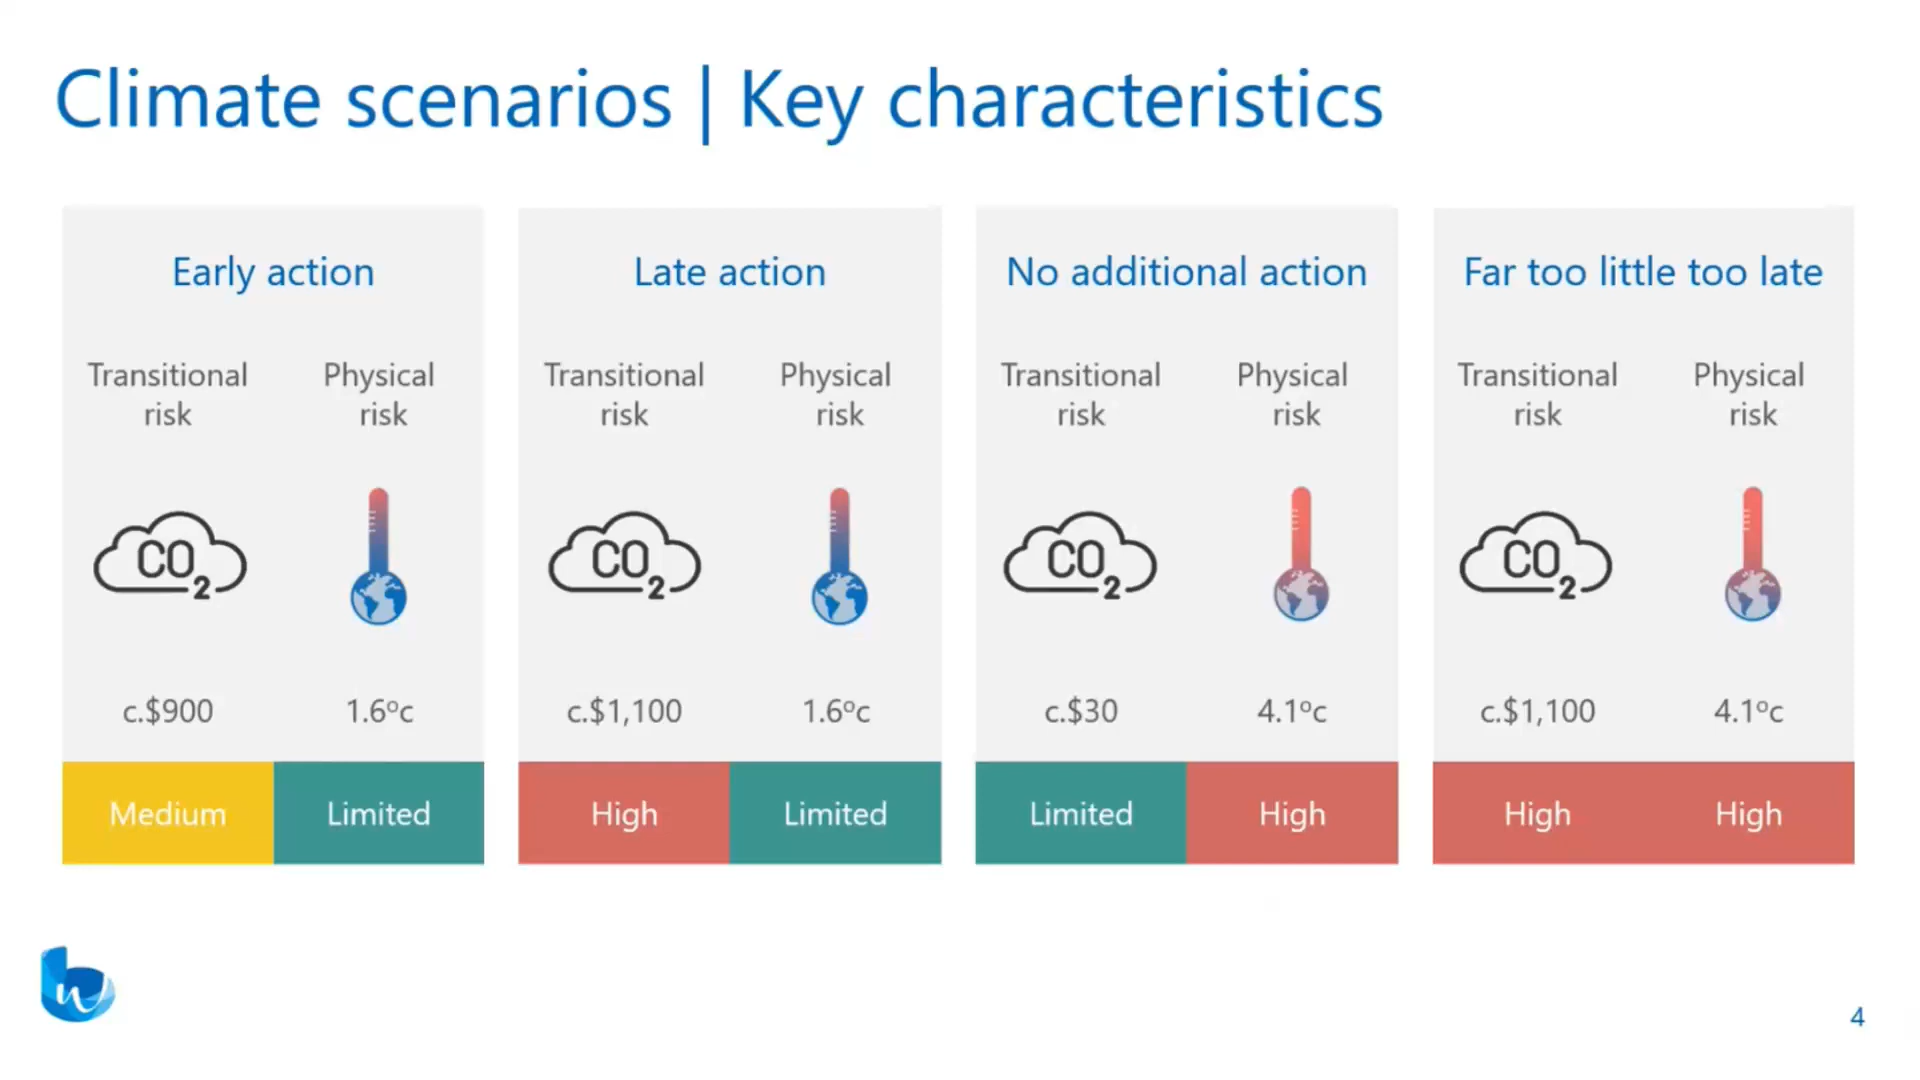 Climate scenarios | Key characteristics
Early action
Transitional
risk
Physical
risk
CO2
c.$900
1.6ºc
Medium
Limited
Late action
Transitional
risk
Physical
risk
CO2
c.$1,100
1.6ºc
High
Limited
No additional action
Transitional
risk
Physical
risk
CO2
c.$30
4.1ºc
Limited
High
Far too little too late
Transitional
risk
Physical
risk
CO2
c.$1,100
4.1ºc
High
High
4